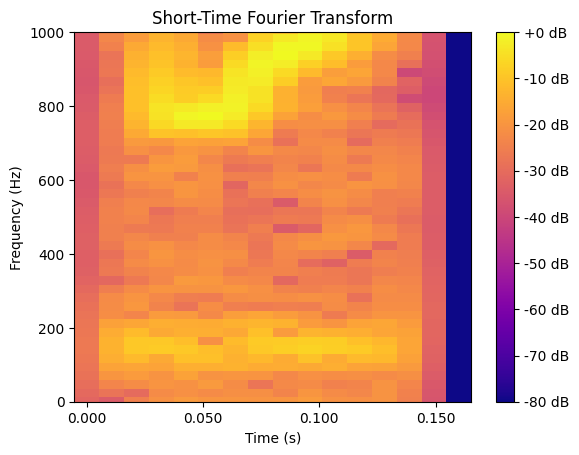 Short-Time Fourier Transform
1000
800
600
400
200
0
Frequency (Hz)
0.000
0.050
0.100
0.150
Time (s)
+0 dB
-10 dB
-20 dB
-30 dB
-40 dB
-50 dB
-60 dB
-70 dB
-80 dB